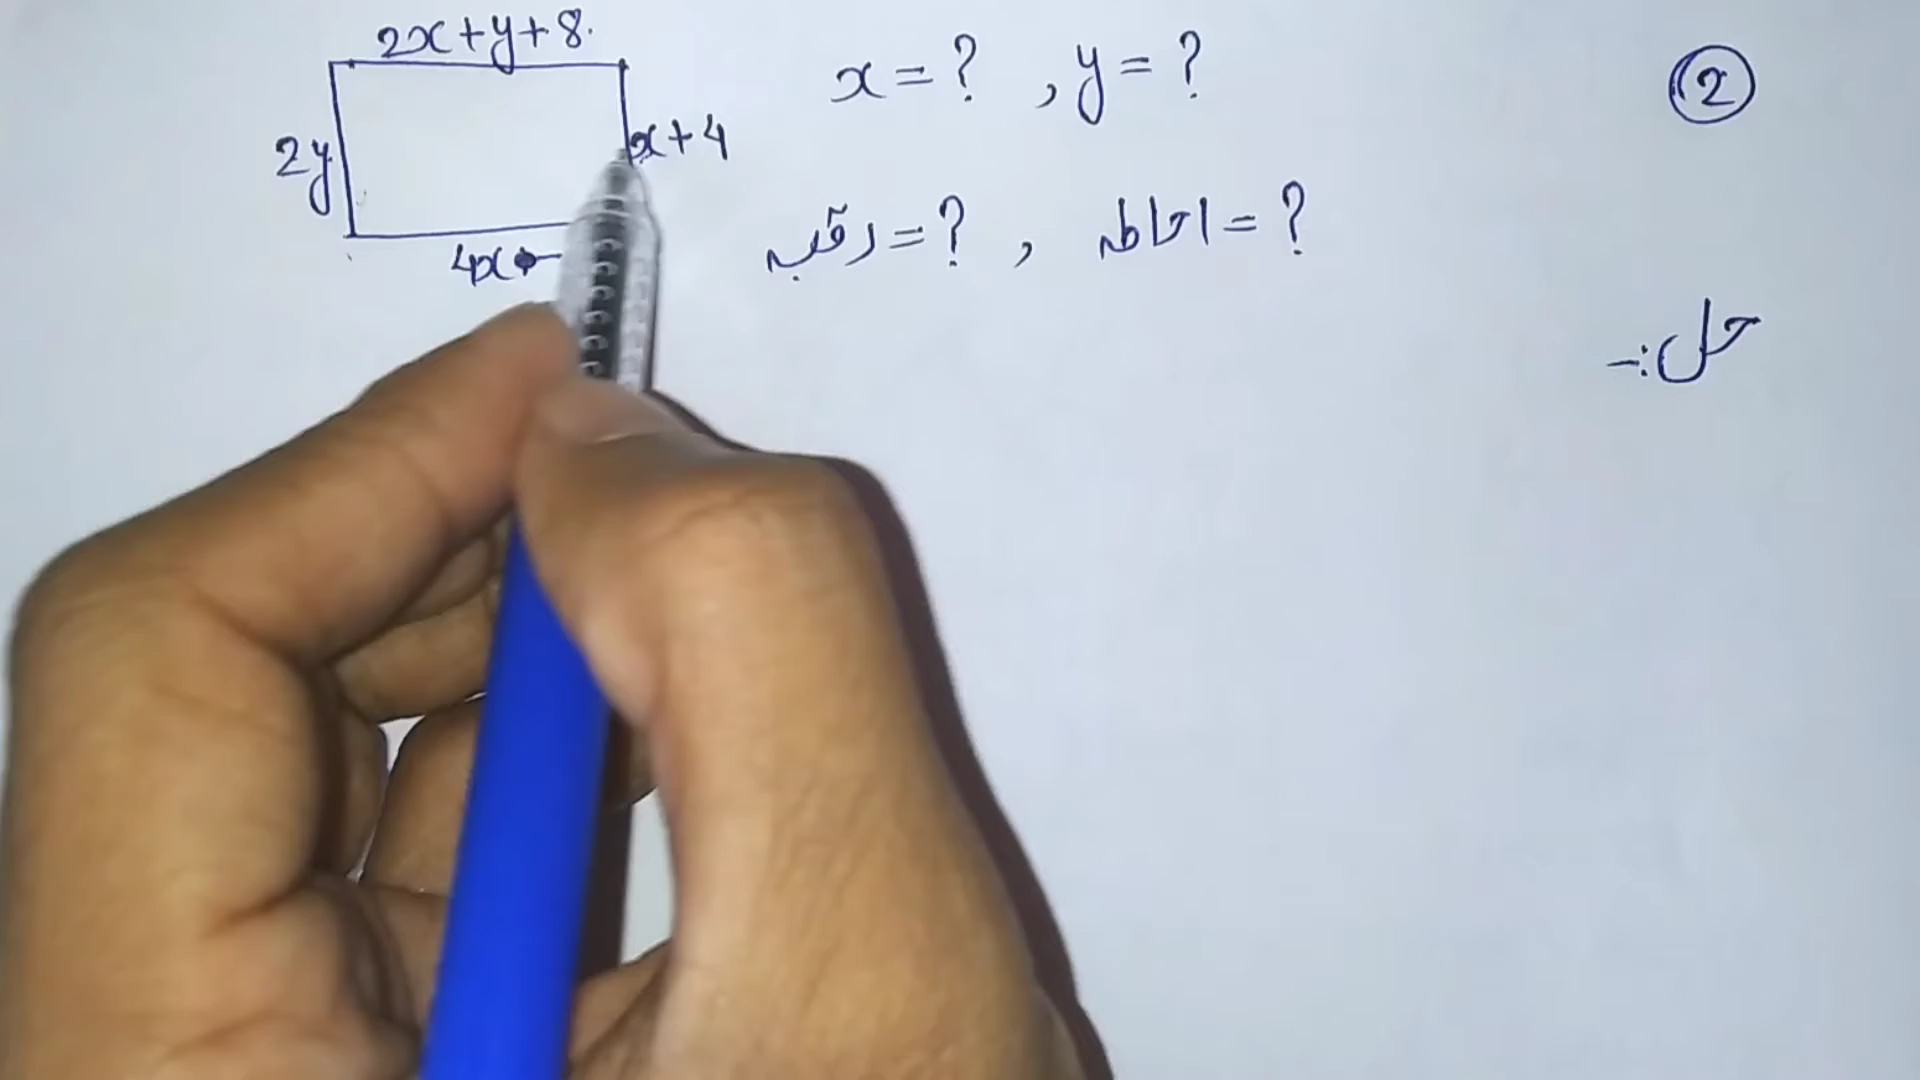 2x+y+8
x=? , y=? ②
2y x+4
رقبہ=? , احاطہ=?
4x-
حل:-